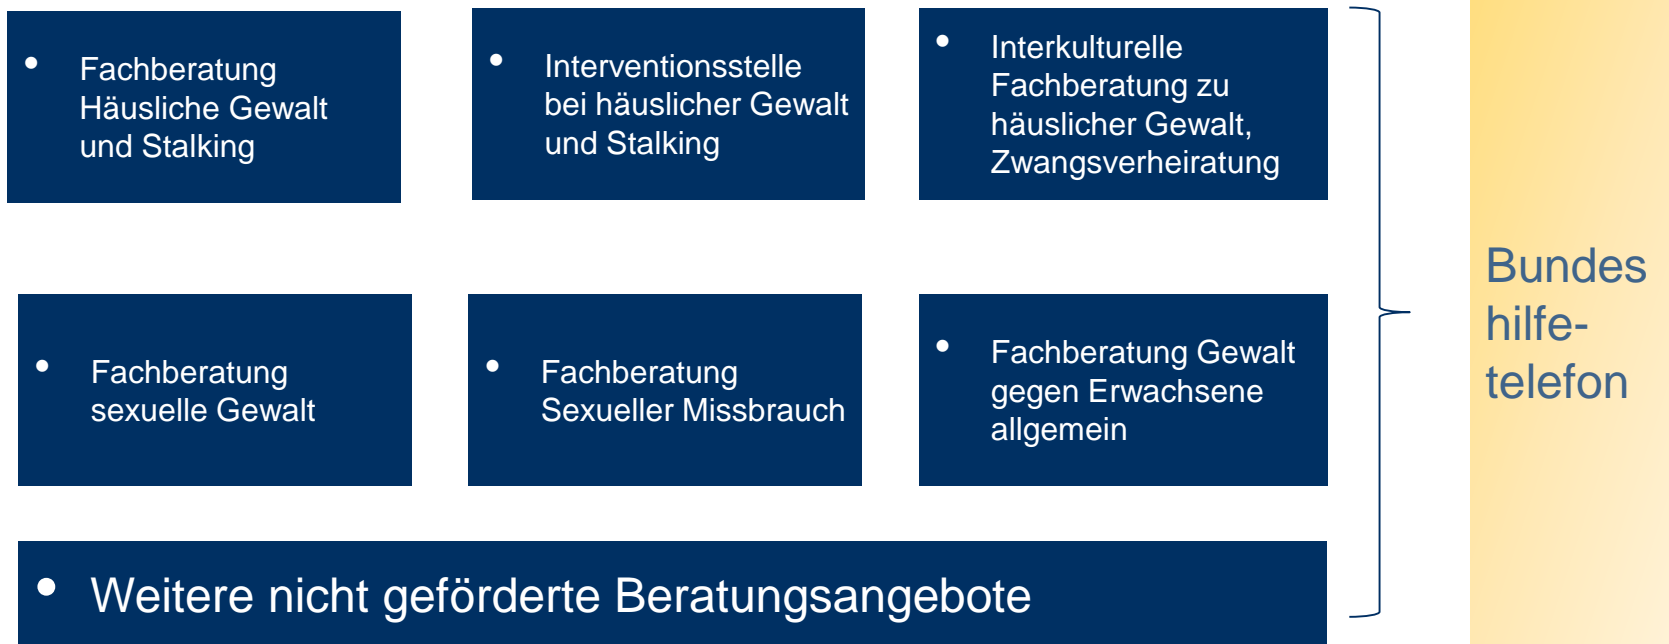 • Fachberatung
Häusliche Gewalt
und Stalking
• Interventionsstelle
bei häuslicher Gewalt
und Stalking
• Interkulturelle
Fachberatung zu
häuslicher Gewalt,
Zwangsverheiratung
• Fachberatung
sexuelle Gewalt
• Fachberatung
Sexueller Missbrauch
• Fachberatung Gewalt
gegen Erwachsene
allgemein
• Weitere nicht geförderte Beratungsangebote
Bundes
hilfe-
telefon